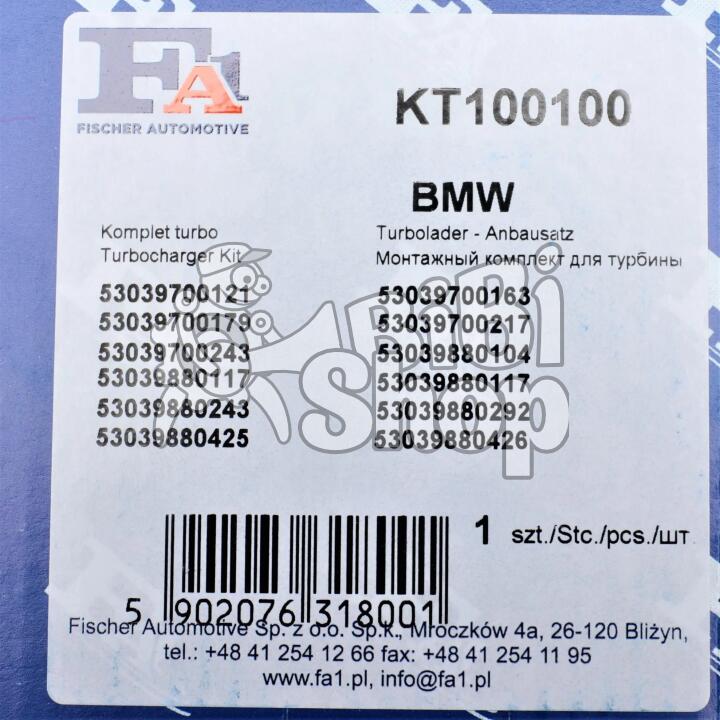 FA1
FISCHER AUTOMOTIVE
KT100100
BMW
Komplet turbo
Turbocharger Kit
Turbolader - Anbausatz
Монтажный комплект для турбины
53039700121
53039700179
53039700243
53039880117
53039880243
53039880425
53039700163
53039700217
53039880104
53039880117
53039880292
53039880426
BiBi
Shop
1 szt./Stc./pcs./шт
5 902076 318001
Fischer Automotive Sp. z o.o. Sp.k., Mroczków 4a, 26-120 Bliżyn,
tel.: +48 41 254 12 66 fax: +48 41 254 11 95
www.fa1.pl, info@fa1.pl